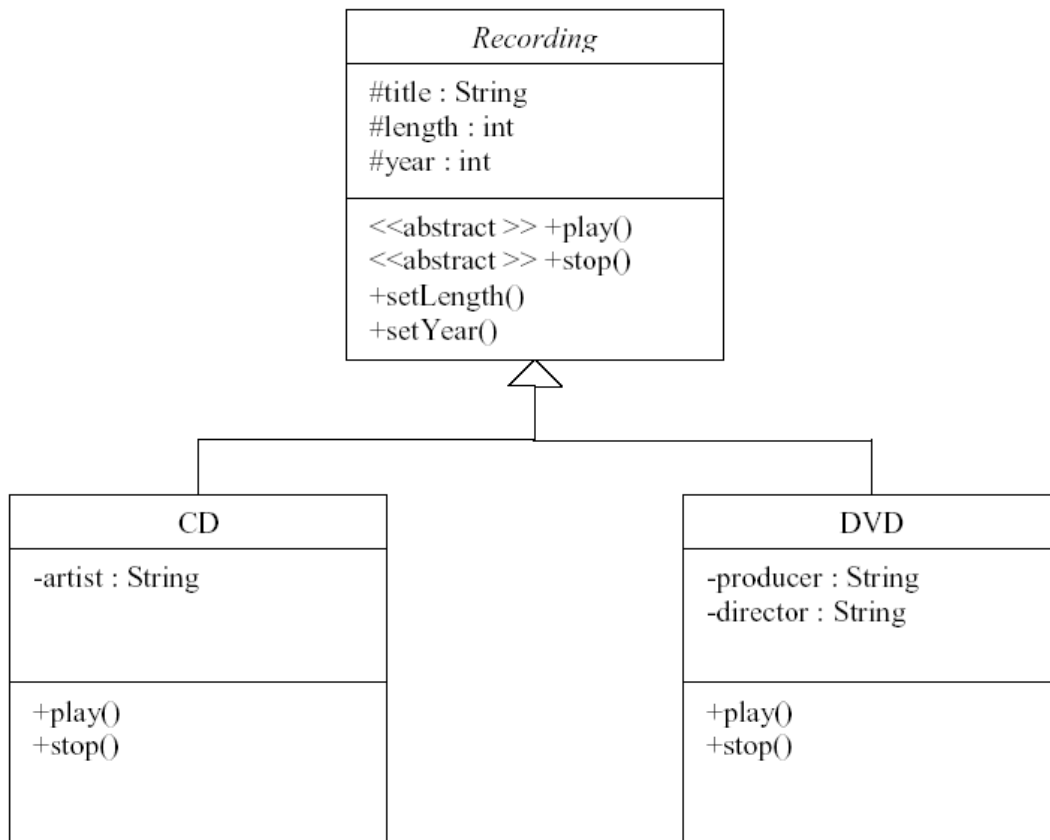 Recording
#title : String
#length : int
#year : int
<<abstract >> +play()
<<abstract >> +stop()
+setLength()
+setYear()
CD
-artist : String
+play()
+stop()
DVD
-producer : String
-director : String
+play()
+stop()